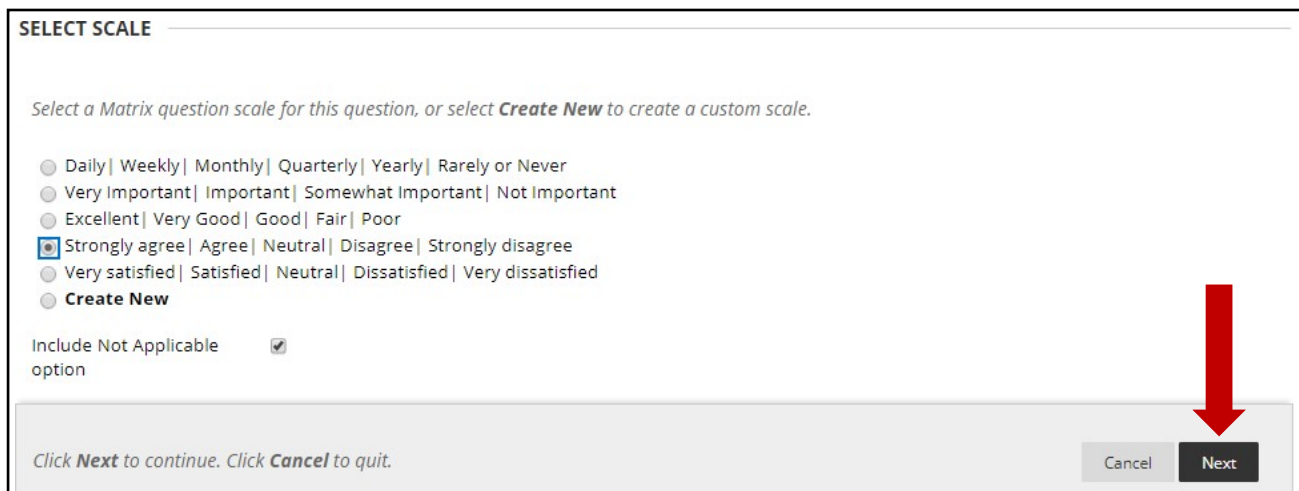 SELECT SCALE
Select a Matrix question scale for this question, or select Create New to create a custom scale.
Daily| Weekly| Monthly| Quarterly| Yearly| Rarely or Never
Very Important| Important| Somewhat Important| Not Important
Excellent| Very Good| Good| Fair| Poor
Strongly agree| Agree| Neutral| Disagree| Strongly disagree
Very satisfied| Satisfied| Neutral| Dissatisfied| Very dissatisfied
Create New
Include Not Applicable
option
Click Next to continue. Click Cancel to quit.
Cancel Next